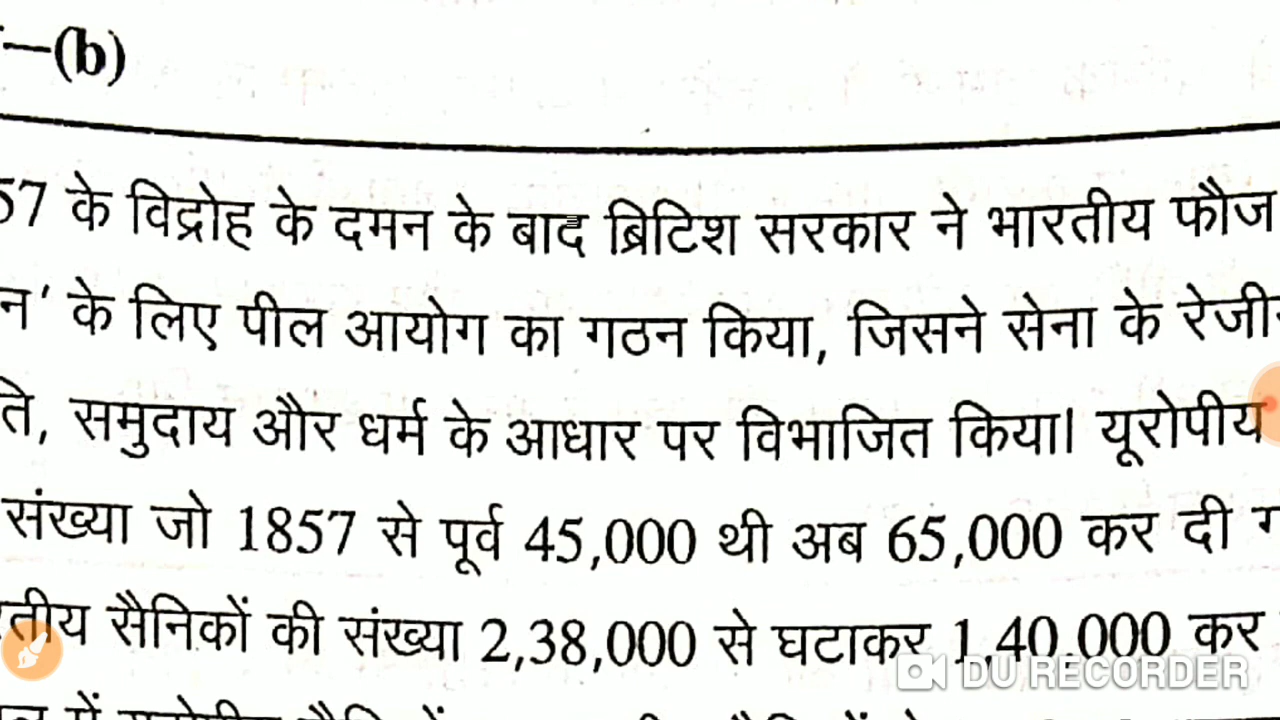 –(b)
57 के विद्रोह के दमन के बाद ब्रिटिश सरकार ने भारतीय फौज
न' के लिए पील आयोग का गठन किया, जिसने सेना के
ति, समुदाय और धर्म के आधार पर विभाजित किया। यूरोपीय
संख्या जो 1857 से पूर्व 45,000 थी अब 65,000 कर दी
सैनिकों की संख्या 2,38,000 से घटाकर 1,40,000 कर
DU RECORDER